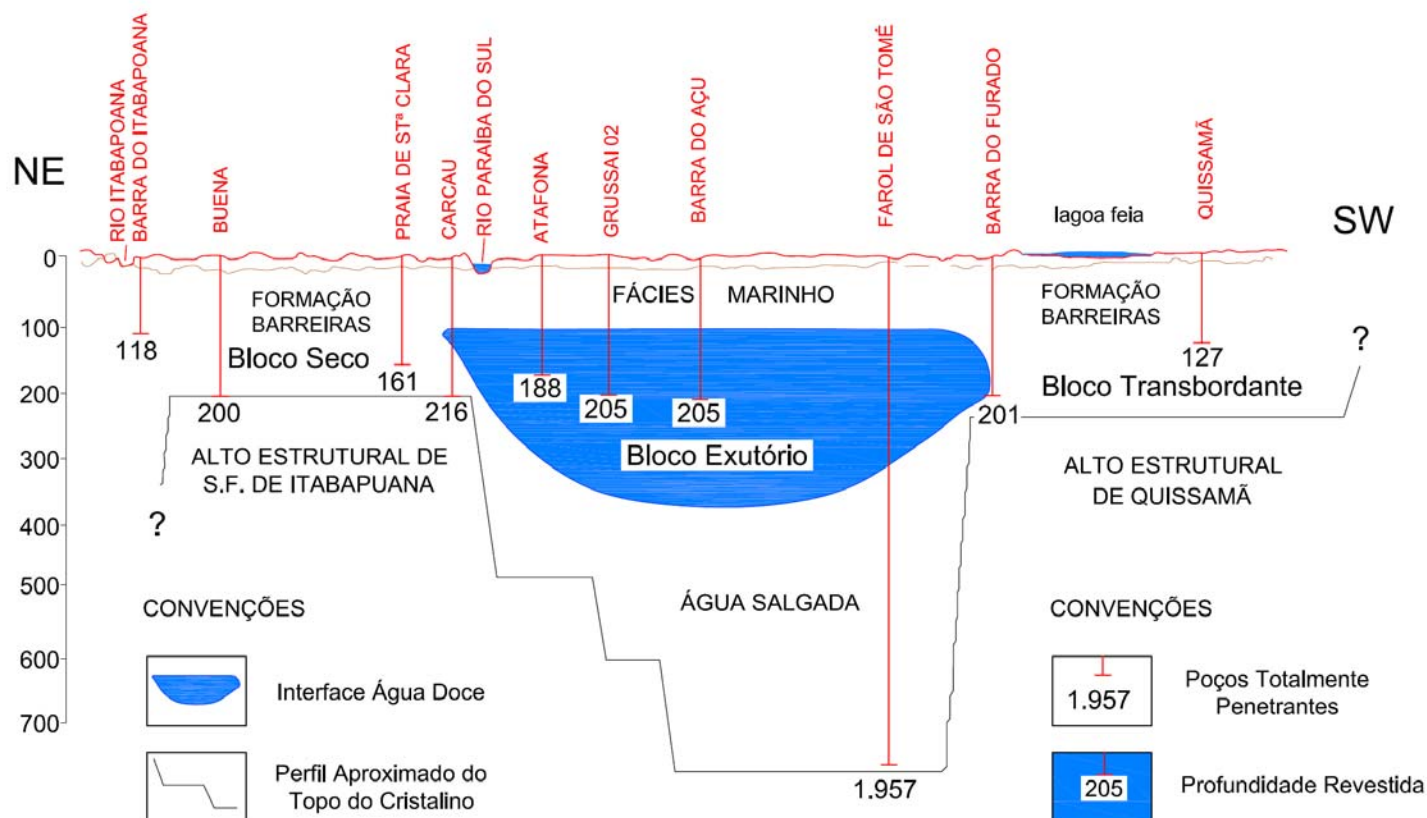 RIO ITABAPOANA
BARRA DO ITABAPOANA
BUENA
PRAIA DE STª CLARA
CARCAU
RIO PARAÍBA DO SUL
ATAFONA
GRUSSAI 02
BARRA DO AÇU
FAROL DE SÃO TOMÉ
BARRA DO FURADO
QUISSAMÃ
NE
lagoa feia
SW
0
100
200
300
400
500
600
700
FORMAÇÃO
BARREIRAS
Bloco Seco
FÁCIES MARINHO
FORMAÇÃO
BARREIRAS
Bloco Transbordante
?
118
200
161
216
188
205
205
201
127
Bloco Exutório
ALTO ESTRUTURAL DE
S.F. DE ITABAPUANA
?
ALTO ESTRUTURAL
DE QUISSAMÃ
ÁGUA SALGADA
1.957
CONVENÇÕES
Interface Água Doce
Perfil Aproximado do
Topo do Cristalino
CONVENÇÕES
1.957
Poços Totalmente
Penetrantes
205
Profundidade Revestida